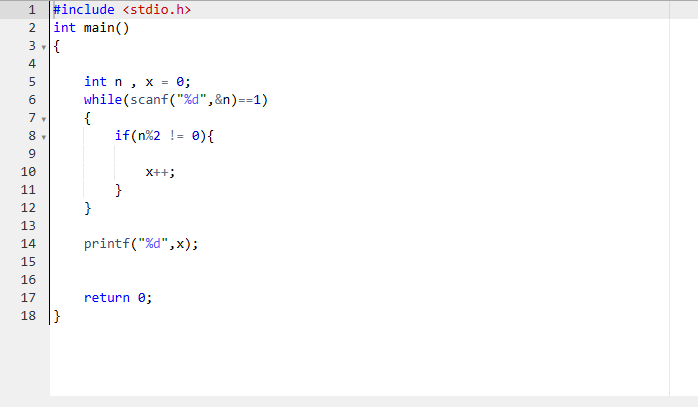 1 #include <stdio.h>
2 int main()
3 {
4
5 int n , x = 0;
6 while(scanf("%d",&n)==1)
7 {
8 if(n%2 != 0){
9
10 x++;
11 }
12 }
13
14 printf("%d",x);
15
16
17 return 0;
18 }